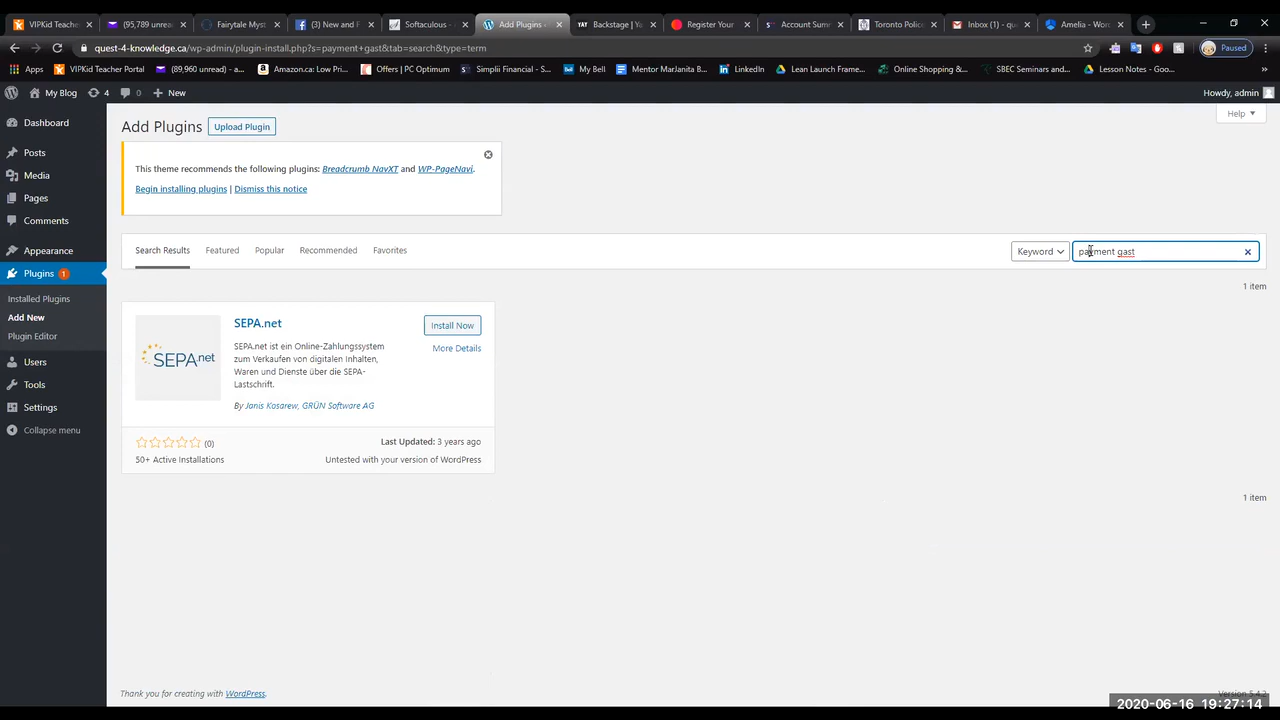 VIPKid Teache
(95,789 unrea
Fairytale Myst
(3) New and F
Softaculous -
Add Plugins
YAY Backstage | Y
Register Your
Account Sum
Toronto Polic
Inbox (1) - qu
Amelia - Wor
quest-4-knowledge.ca/wp-admin/plugin-install.php?s=payment+gast&tab=search&type=term
Paused
Apps
VIPKid Teacher Portal
(89,960 unread) - a...
Amazon.ca: Low Pri...
Offers | PC Optimum
Simplii Financial - S...
My Bell
Mentor MarJanita B...
LinkedIn
Lean Launch Frame...
Online Shopping &...
SBEC Seminars and...
Lesson Notes - Goo...
My Blog
4
0
New
Howdy, admin
Dashboard
Posts
Media
Pages
Comments
Appearance
Plugins 1
Installed Plugins
Add New
Plugin Editor
Users
Tools
Settings
Collapse menu
Help
Add Plugins
Upload Plugin
This theme recommends the following plugins: Breadcrumb NavXT and WP-PageNavi.
Begin installing plugins | Dismiss this notice
Search Results
Featured
Popular
Recommended
Favorites
Keyword
payment gast
1 item
SEPA.net
SEPA.net
Install Now
More Details
SEPA.net ist ein Online-Zahlungssystem
zum Verkaufen von digitalen Inhalten,
Waren und Dienste über die SEPA-
Lastschrift.
By Janis Kosarew, GRÜN Software AG
(0)
Last Updated: 3 years ago
50+ Active Installations
Untested with your version of WordPress
1 item
Thank you for creating with WordPress.
Version 5.4.2
2020-06-16 19:27:14